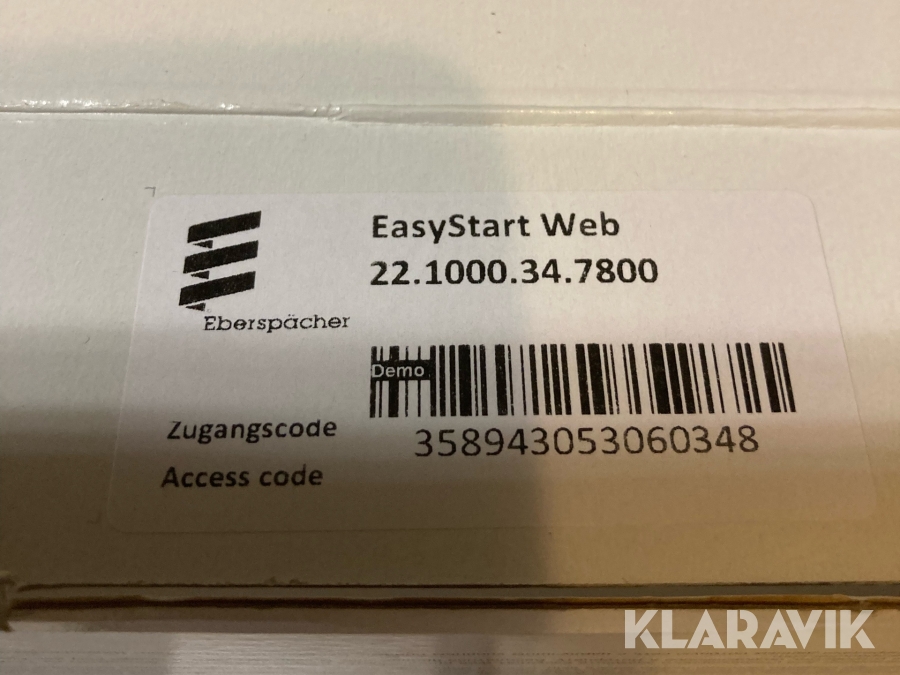 EasyStart Web
22.1000.34.7800
Eberspächer
Demo
358943053060348
Zugangscode
Access code
KLARAVIK